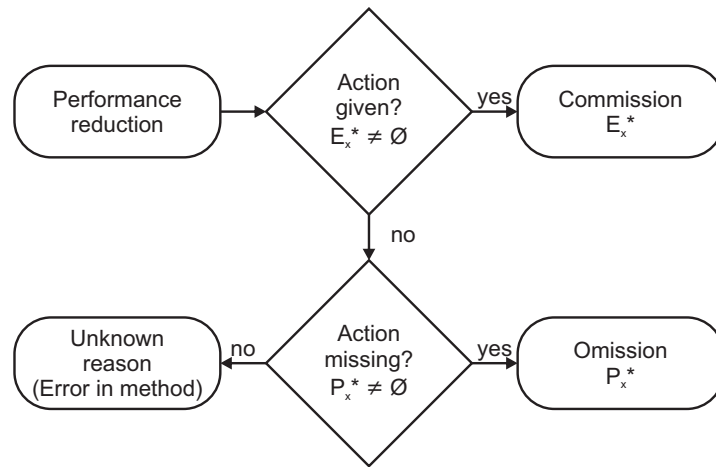 Performance
reduction
Action
given?
Eₓ* ≠ Ø
yes
Commission
Eₓ*
no
Unknown
reason
(Error in method)
no
Action
missing?
Pₓ* ≠ Ø
yes
Omission
Pₓ*